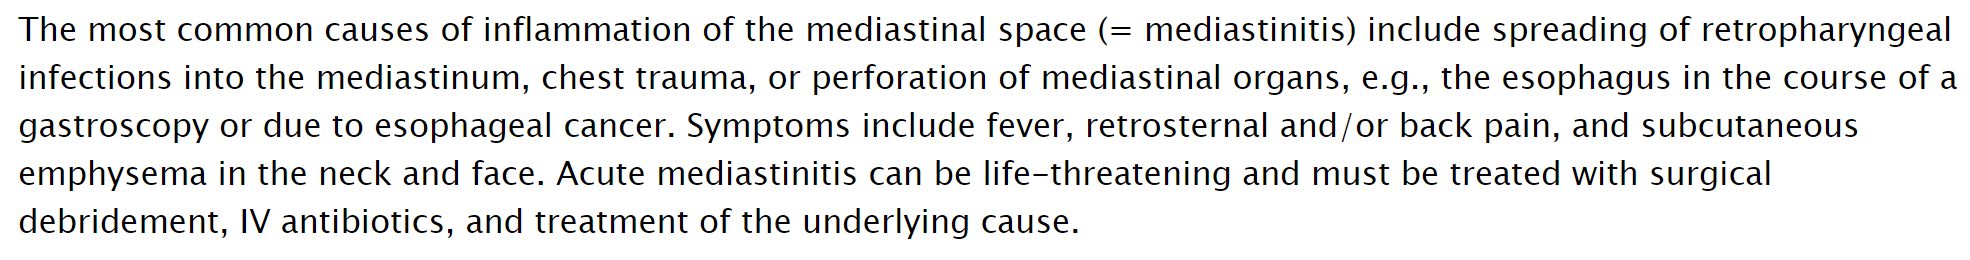 The most common causes of inflammation of the mediastinal space (= mediastinitis) include spreading of retropharyngeal
infections into the mediastinum, chest trauma, or perforation of mediastinal organs, e.g., the esophagus in the course of a
gastroscopy or due to esophageal cancer. Symptoms include fever, retrosternal and/or back pain, and subcutaneous
emphysema in the neck and face. Acute mediastinitis can be life-threatening and must be treated with surgical
debridement, IV antibiotics, and treatment of the underlying cause.